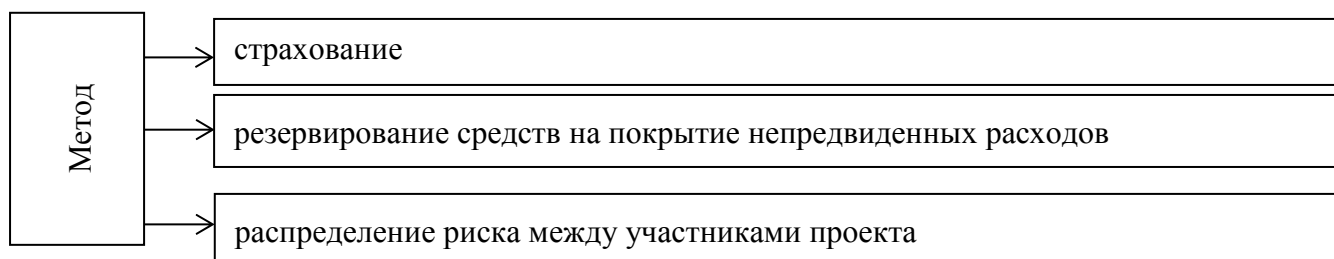 Метод
страхование
резервирование средств на покрытие непредвиденных расходов
распределение риска между участниками проекта